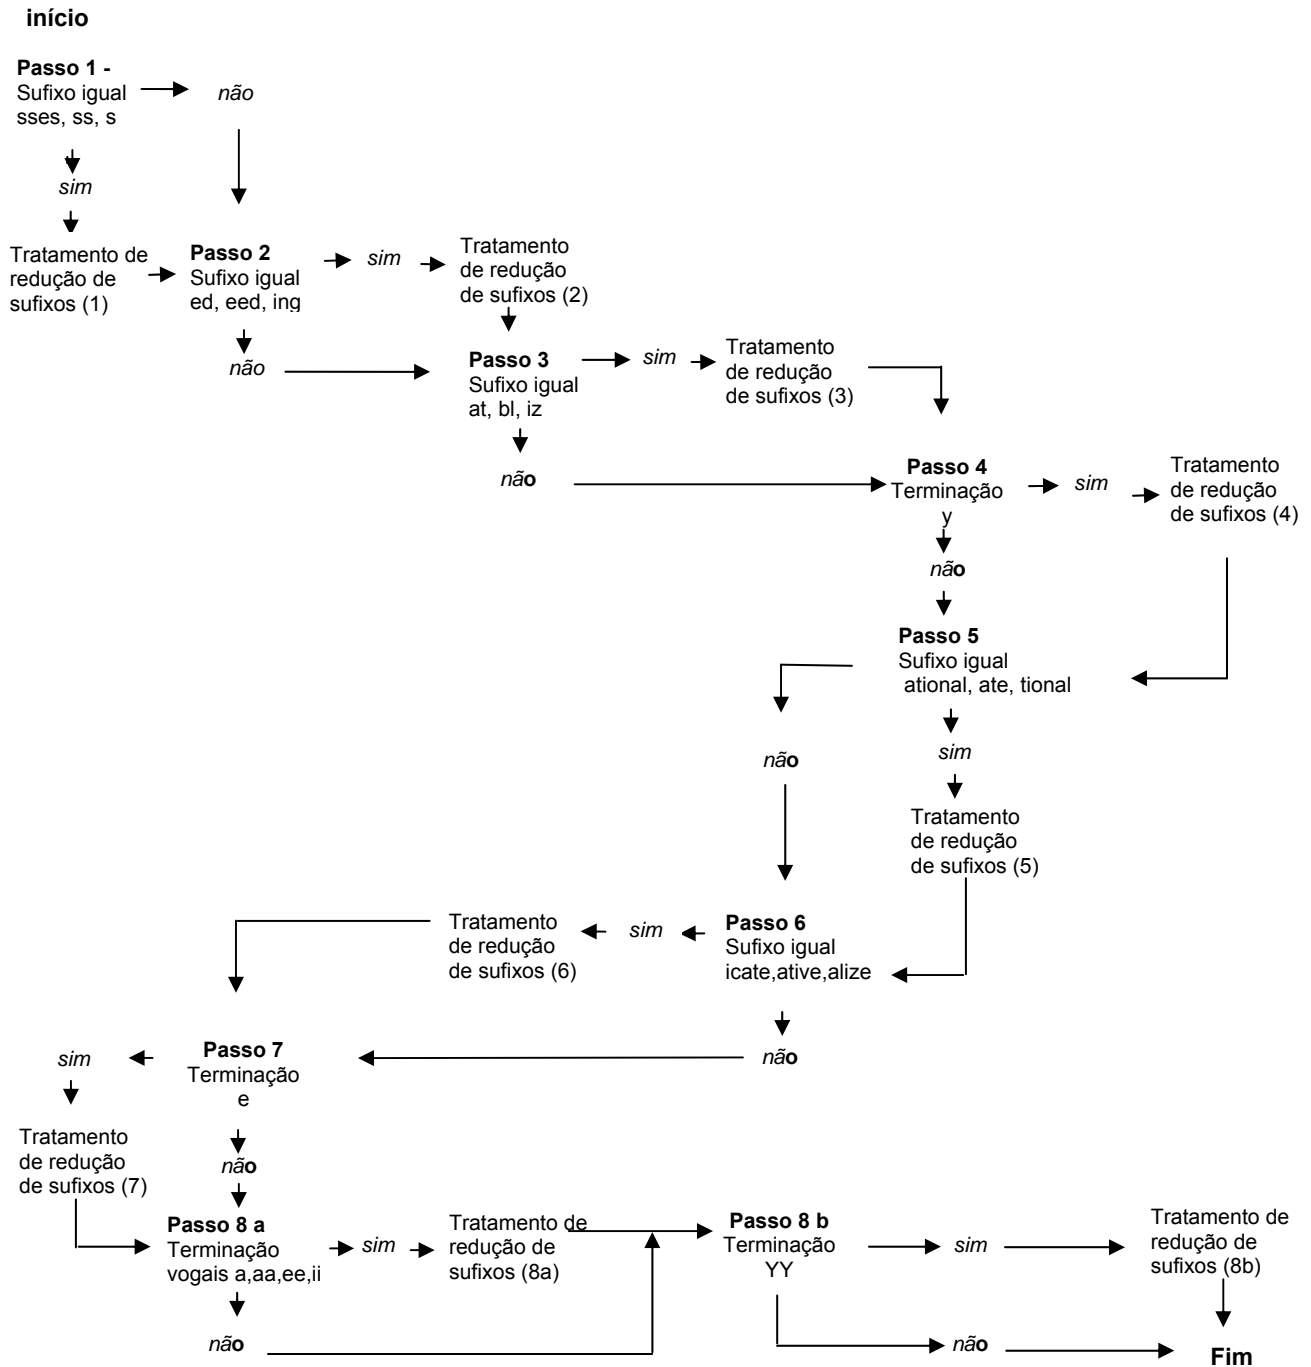 início
Passo 1 -
Sufixo igual
sses, ss, s
não
sim
Tratamento de
redução de
sufixos (1)
Passo 2
Sufixo igual
ed, eed, ing
sim
Tratamento
de redução
de sufixos (2)
não
Passo 3
Sufixo igual
at, bl, iz
sim
Tratamento
de redução
de sufixos (3)
não
Passo 4
Terminação
y
sim
Tratamento
de redução
de sufixos (4)
não
Passo 5
Sufixo igual
ational, ate, tional
não
sim
Tratamento
de redução
de sufixos (5)
Passo 6
Sufixo igual
icate,ative,alize
sim
Tratamento
de redução
de sufixos (6)
não
Passo 7
Terminação
e
sim
Tratamento
de redução
de sufixos (7)
não
Passo 8 a
Terminação
vogais a,aa,ee,ii
sim
Tratamento de
redução de
sufixos (8a)
não
Passo 8 b
Terminação
YY
sim
Tratamento de
redução de
sufixos (8b)
não
Fim